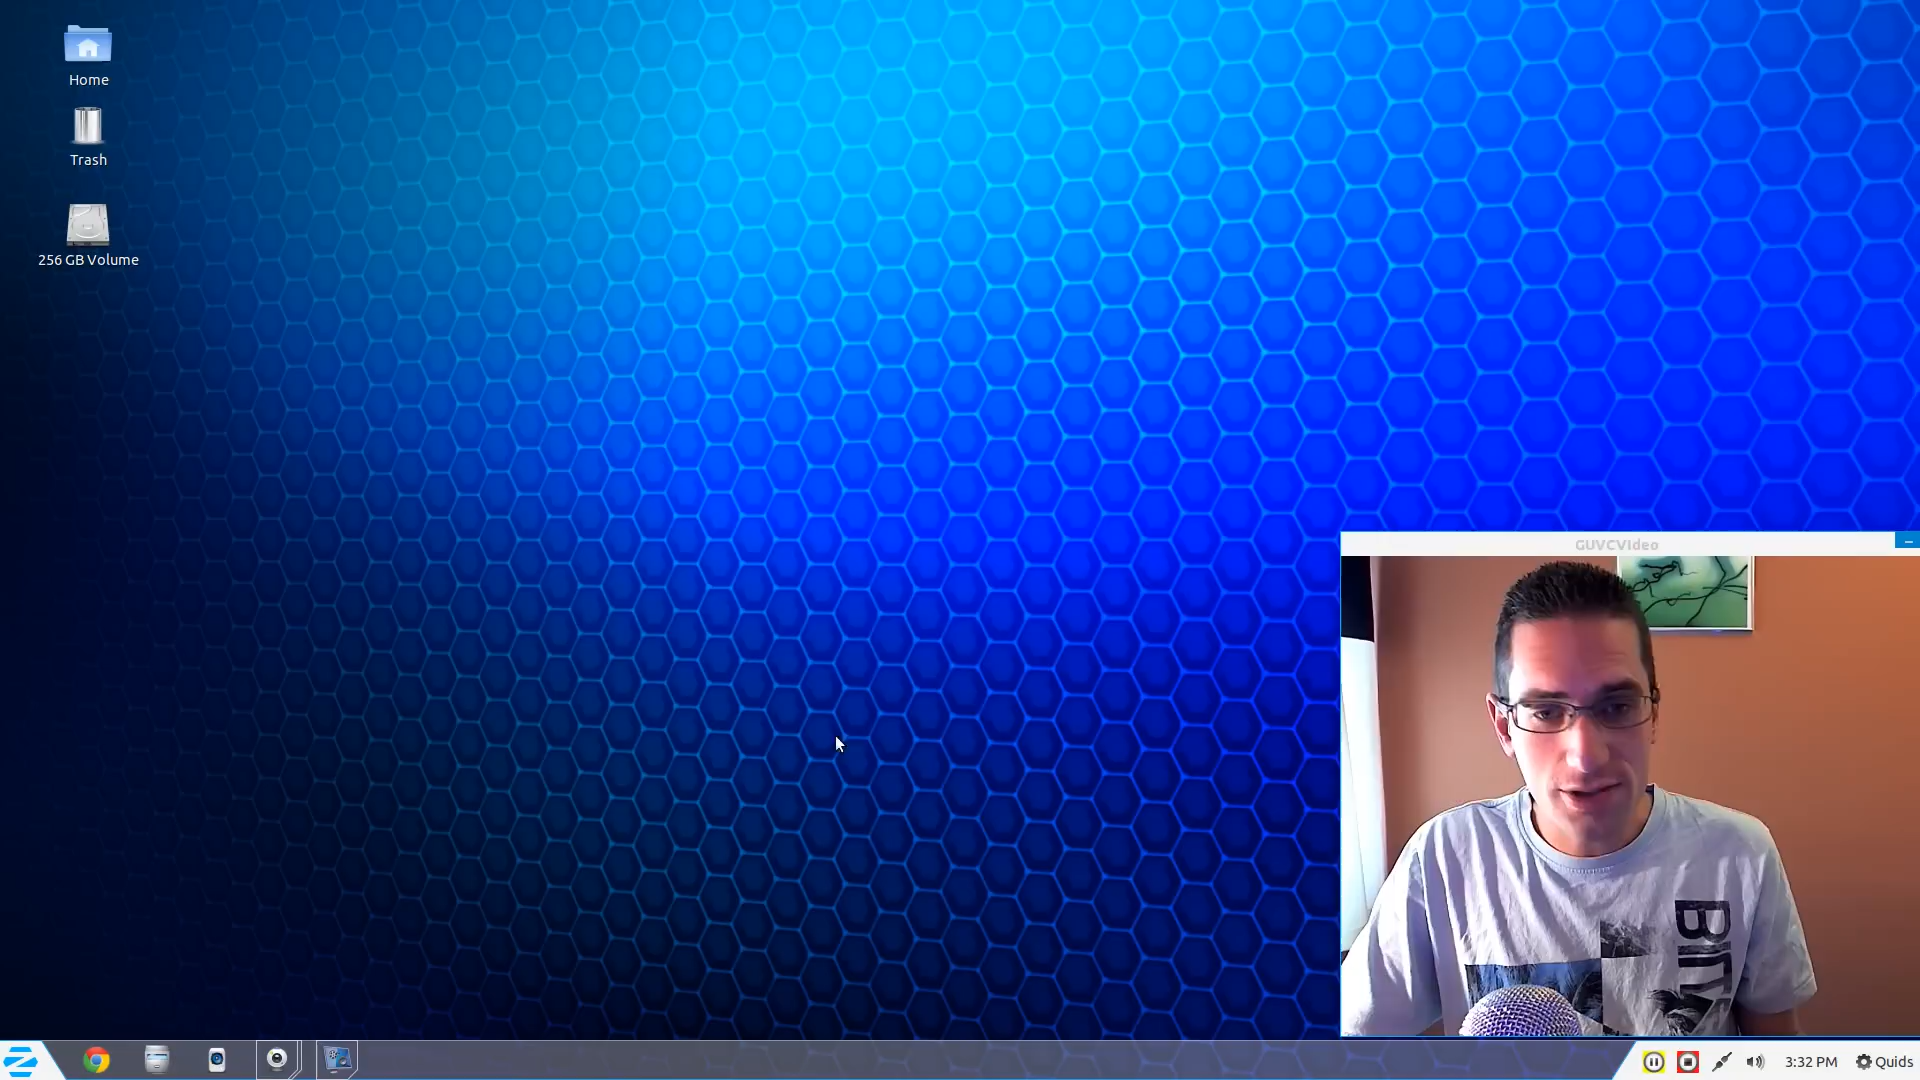 Home
Trash
256 GB Volume
GUVCVideo
3:32 PM
Quids